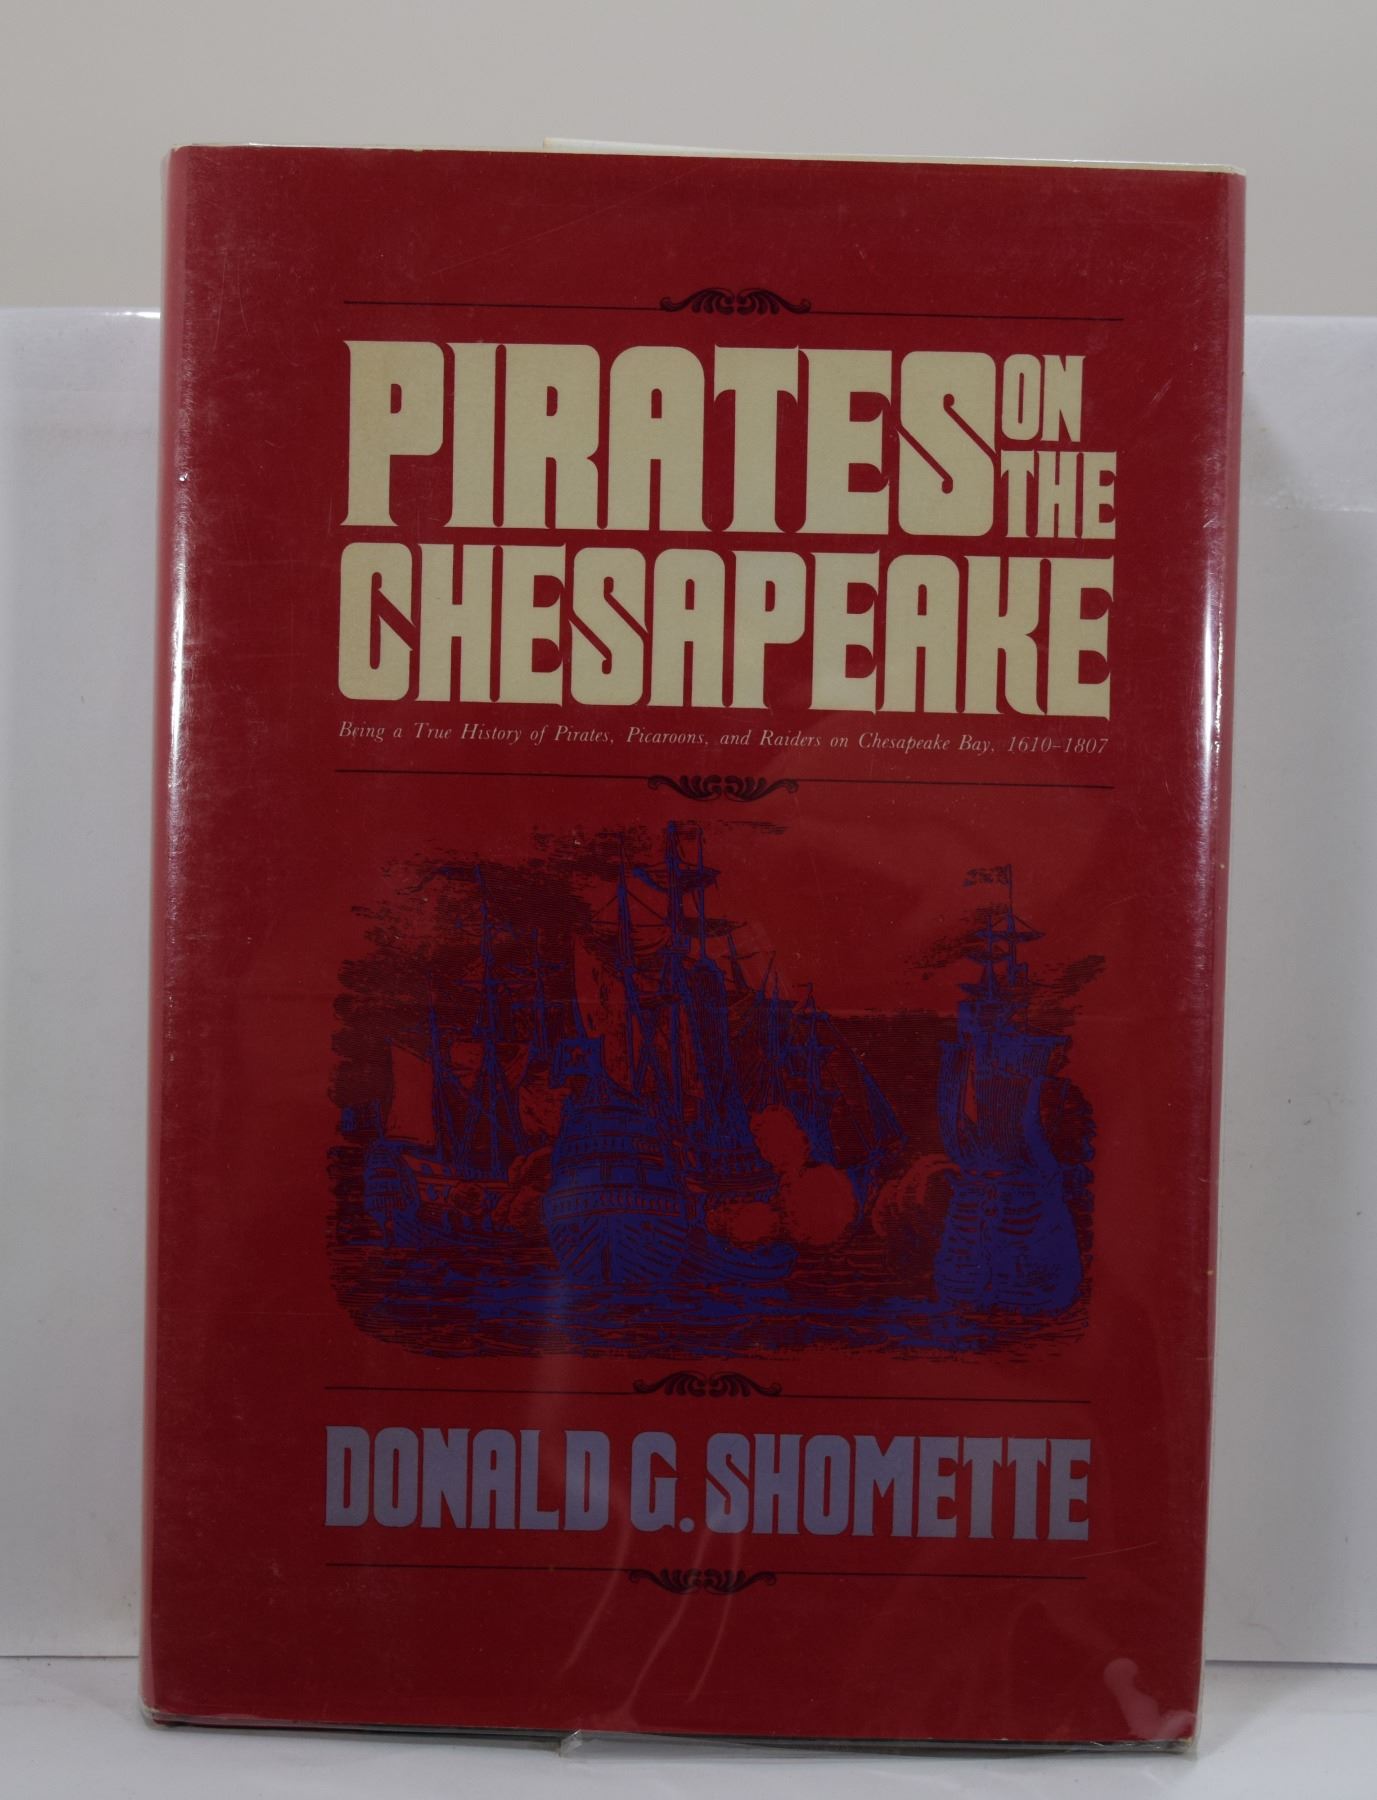 PIRATES ON THE
CHESAPEAKE
Being a True History of Pirates, Picaroons, and Raiders on Chesapeake Bay, 1610–1807
DONALD G. SHOMETTE